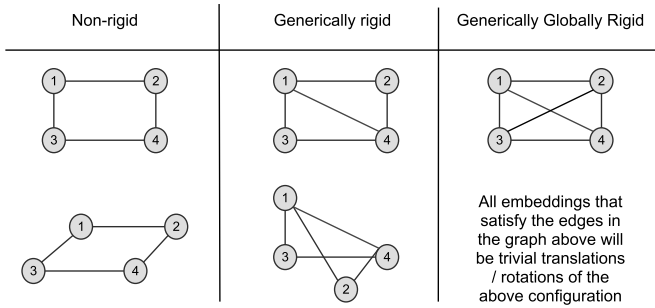 Non-rigid
Generically rigid
Generically Globally Rigid
1 2
3 4
1 2
3 4
1 2
3 4
1 2
3 4
1
3 4
2
All embeddings that
satisfy the edges in
the graph above will
be trivial translations
/ rotations of the
above configuration